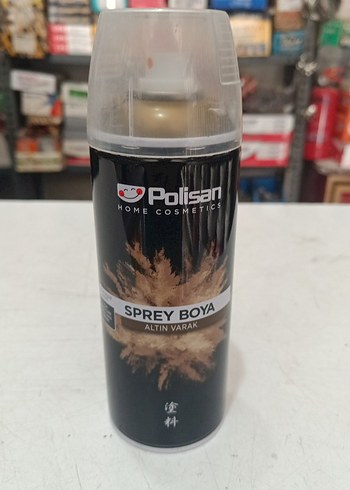 Polisan
HOME COSMETICS
SPREY BOYA
ALTIN VARAK
塗
料